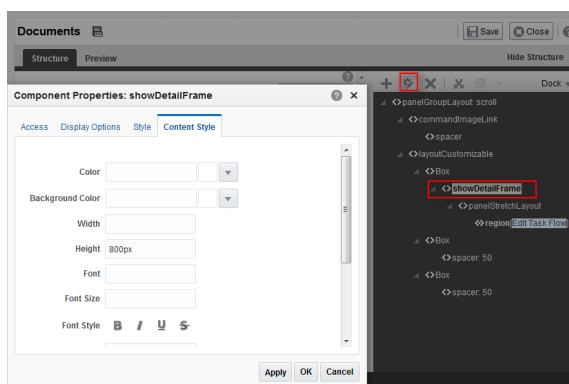 Documents
Save Close
Structure Preview Hide Structure
Dock
Component Properties: showDetailFrame
Access Display Options Style Content Style
Color
Background Color
Width
Height 800px
Font
Font Size
Font Style B I U S
Apply OK Cancel
panelGroupLayout: scroll
commandImageLink
spacer
layoutCustomizable
Box
showDetailFrame
panelStretchLayout
region Edit Task Flow
Box
spacer: 50
Box
spacer: 50